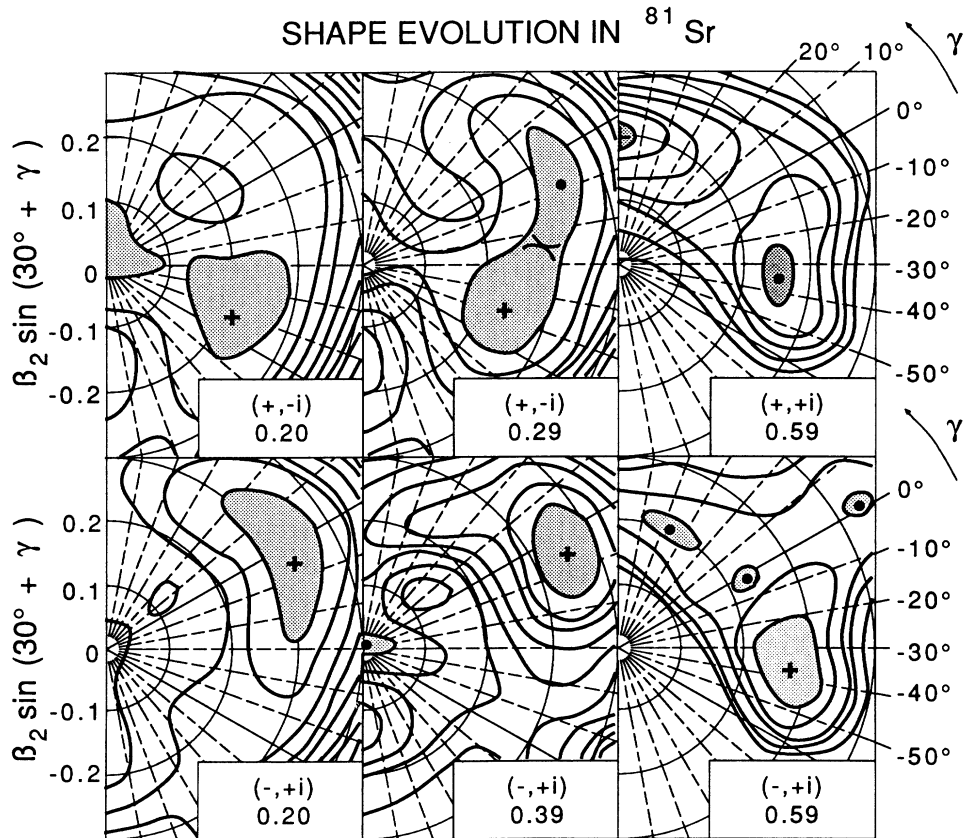 SHAPE EVOLUTION IN ⁸¹Sr
20° 10° γ
0°
-10°
-20°
-30°
-40°
-50°
γ
0.2
0.1
0
-0.1
-0.2
ß₂ sin (30° + γ)
(+,-i)
0.20
(+,-i)
0.29
(+,+i)
0.59
0°
-10°
-20°
-30°
-40°
-50°
0.2
0.1
0
-0.1
-0.2
ß₂ sin (30° + γ)
(-,+i)
0.20
(-,+i)
0.39
(-,+i)
0.59